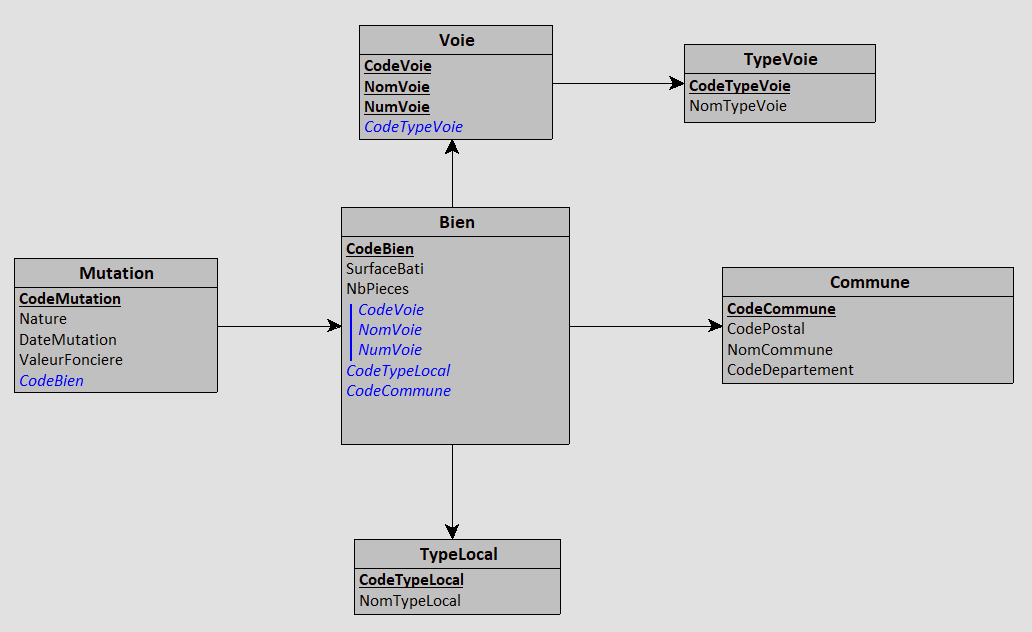 Voie
CodeVoie
NomVoie
NumVoie
CodeTypeVoie
TypeVoie
CodeTypeVoie
NomTypeVoie
Bien
CodeBien
SurfaceBati
NbPieces
CodeVoie
NomVoie
NumVoie
CodeTypeLocal
CodeCommune
Mutation
CodeMutation
Nature
DateMutation
ValeurFonciere
CodeBien
Commune
CodeCommune
CodePostal
NomCommune
CodeDepartement
TypeLocal
CodeTypeLocal
NomTypeLocal